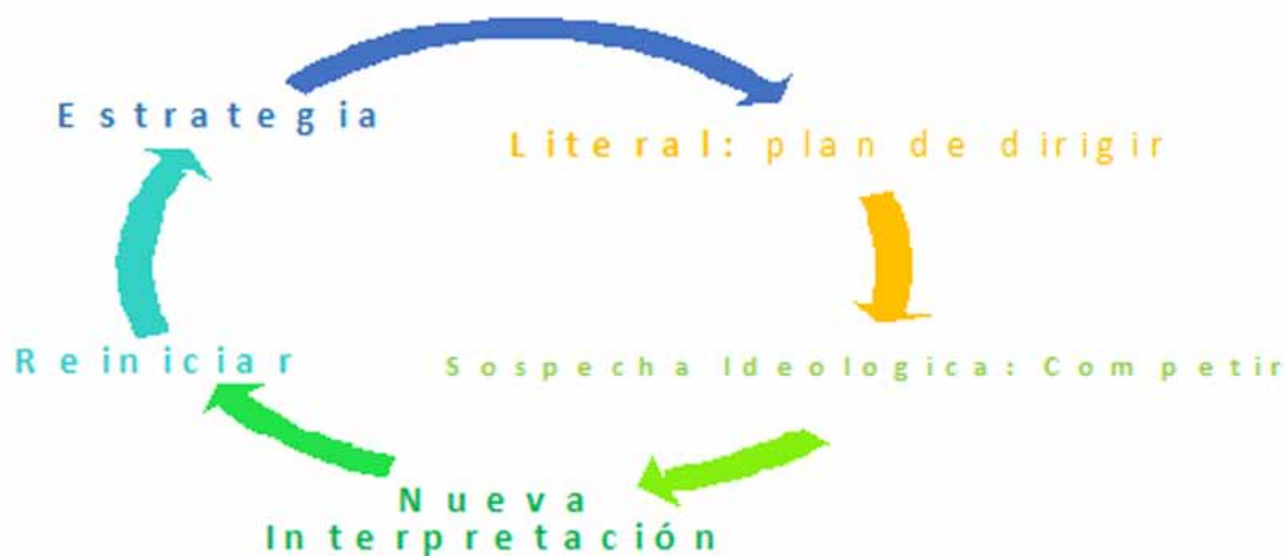 Estrategia
Literal: plan de dirigir
Sospecha Ideologica: Competir
Nueva
Interpretación
Reiniciar